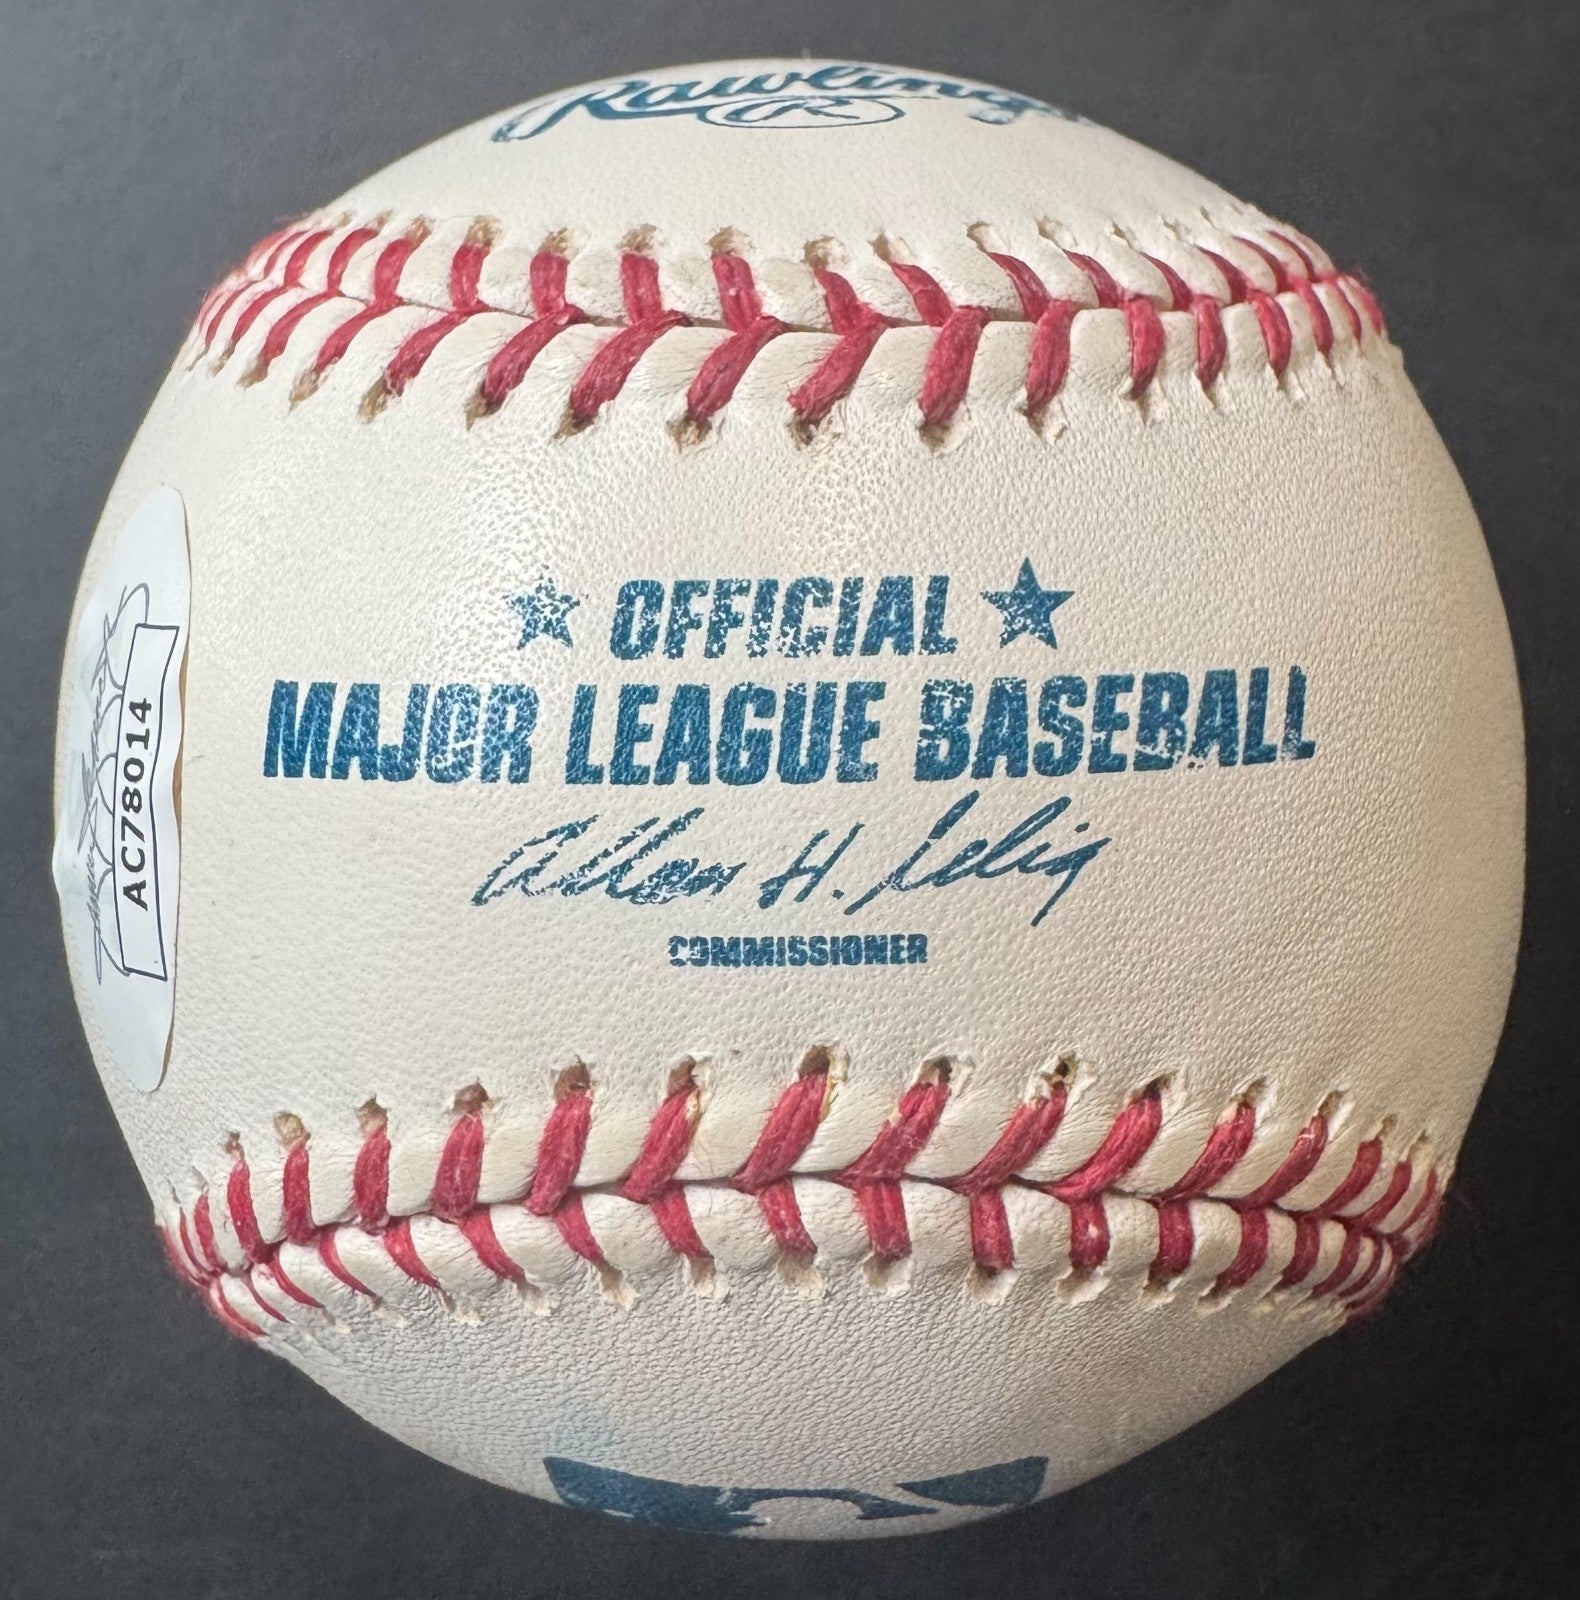 Rawlings
R
OFFICIAL
MAJOR LEAGUE BASEBALL
Allan H. Selig
COMMISSIONER
AC78014